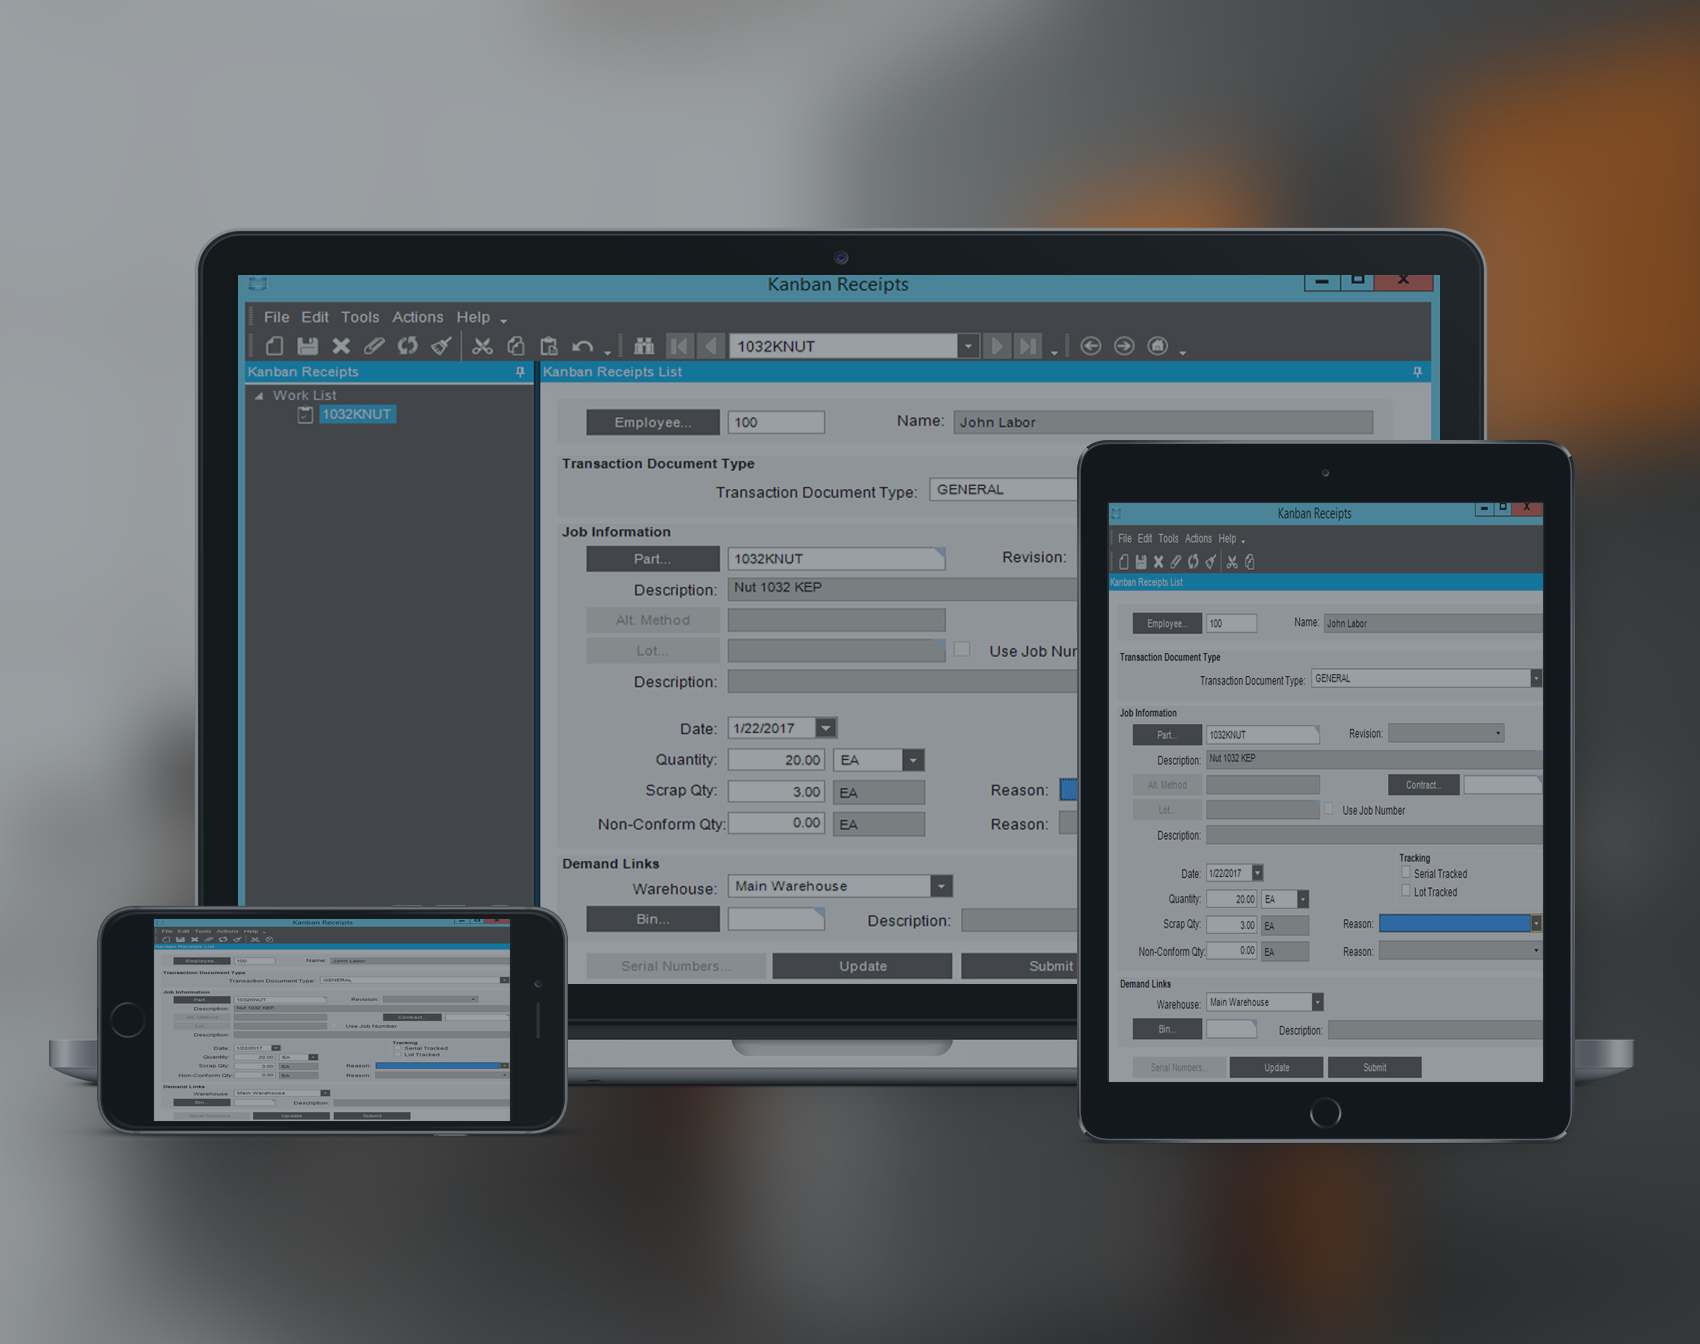 Kanban Receipts
File Edit Tools Actions Help
1032KNUT
Kanban Receipts
Kanban Receipts List
Work List
1032KNUT
Employee... 100 Name: John Labor
Transaction Document Type
Transaction Document Type: GENERAL
Job Information
Part... 1032KNUT Revision:
Description: Nut 1032 KEP
Alt. Method
Lot... Use Job Nur
Description:
Date: 1/22/2017
Quantity: 20.00 EA
Scrap Qty: 3.00 EA Reason:
Non-Conform Qty: 0.00 EA Reason:
Demand Links
Warehouse: Main Warehouse
Bin... Description:
Serial Numbers... Update Submit
Kanban Receipts
File Edit Tools Actions Help
Kanban Receipts List
Employee... 100 Name: John Labor
Transaction Document Type
Transaction Document Type: GENERAL
Job Information
Part... 1032KNUT Revision:
Description: Nut 1032 KEP
Alt. Method Contract...
Lot... Use Job Number
Description:
Tracking
Date: 1/22/2017 Serial Tracked
Lot Tracked
Quantity: 20.00 EA
Scrap Qty: 3.00 EA Reason:
Non-Conform Qty: 0.00 EA Reason:
Demand Links
Warehouse: Main Warehouse
Bin... Description:
Serial Numbers... Update Submit
Kanban Receipts
File Edit Tools Actions Help
Kanban Receipts List
Employee... 100 Name: John Labor
Transaction Document Type
Transaction Document Type: GENERAL
Job Information
Part... 1032KNUT Revision:
Description: Nut 1032 KEP
Alt. Method Contract...
Lot... Use Job Number
Description:
Tracking
Date: 1/22/2017 Serial Tracked
Lot Tracked
Quantity: 20.00 EA
Scrap Qty: 3.00 EA Reason:
Non-Conform Qty: 0.00 EA Reason:
Demand Links
Warehouse: Main Warehouse
Bin... Description:
Serial Numbers... Update Submit